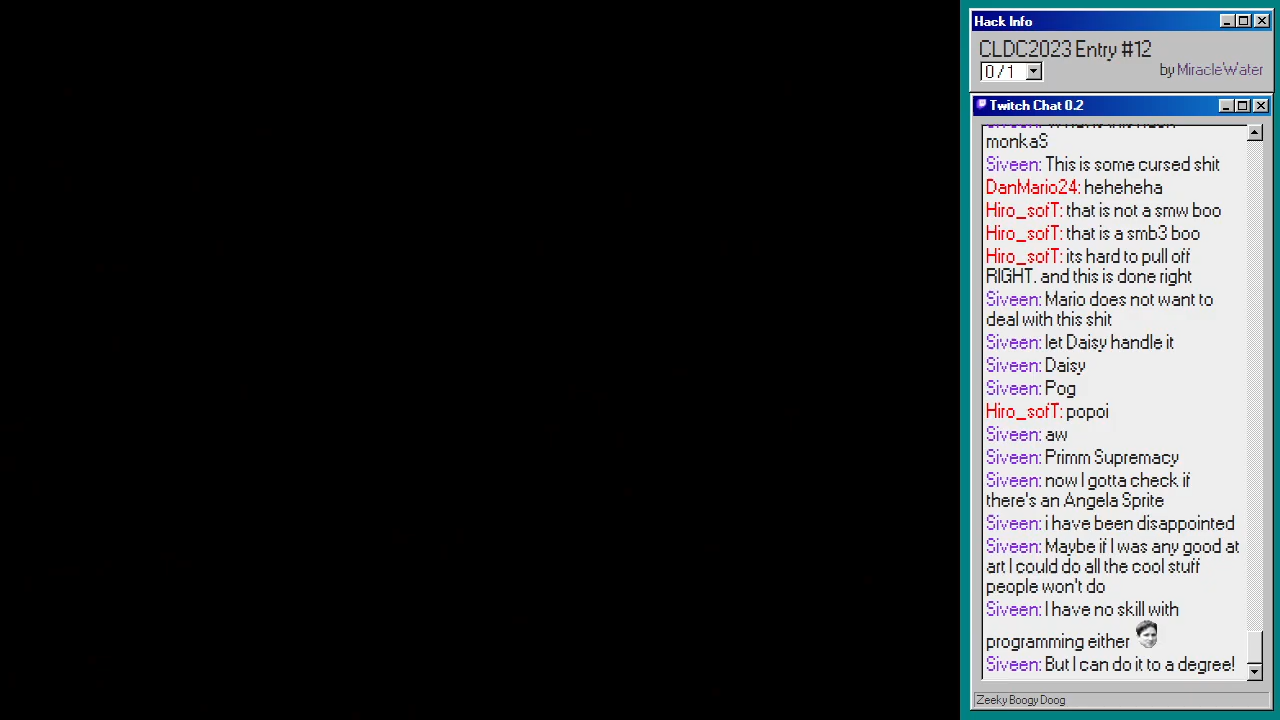 Hack Info
CLDC2023 Entry #12
0/1
by MiracleWater
Twitch Chat 0.2
monkaS
Siveen: This is some cursed shit
DanMario24: heheheha
Hiro_sofT: that is not a smw boo
Hiro_sofT: that is a smb3 boo
Hiro_sofT: its hard to pull off
RIGHT. and this is done right
Siveen: Mario does not want to
deal with this shit
Siveen: let Daisy handle it
Siveen: Daisy
Siveen: Pog
Hiro_sofT: popoi
Siveen: aw
Siveen: Primm Supremacy
Siveen: now I gotta check if
there's an Angela Sprite
Siveen: i have been disappointed
Siveen: Maybe if I was any good at
art I could do all the cool stuff
people won't do
Siveen: I have no skill with
programming either
Siveen: But I can do it to a degree!
Zeeky Boogy Doog